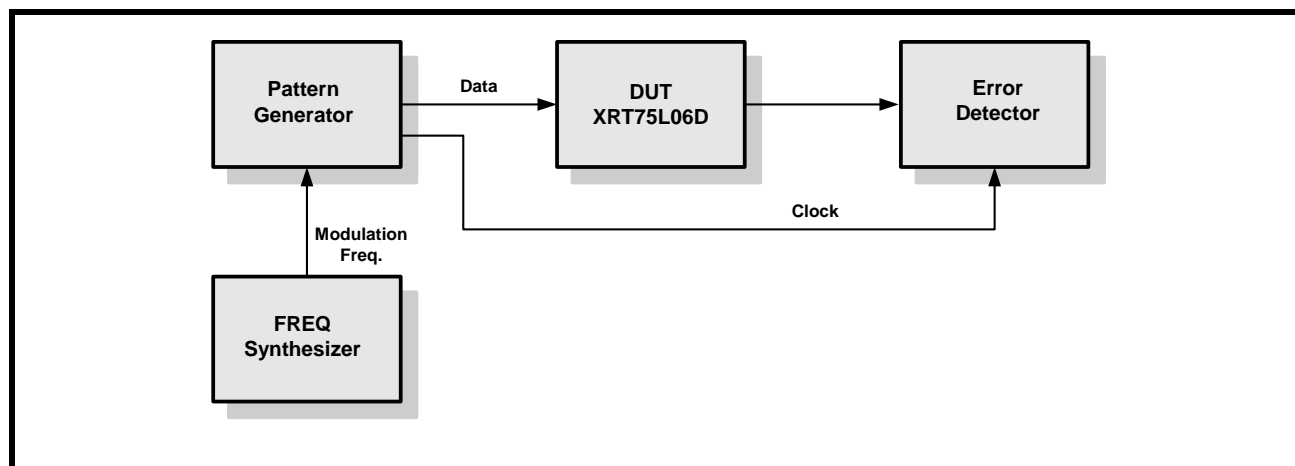 Pattern
Generator
Data
DUT
XRT75L06D
Error
Detector
Clock
Modulation
Freq.
FREQ
Synthesizer